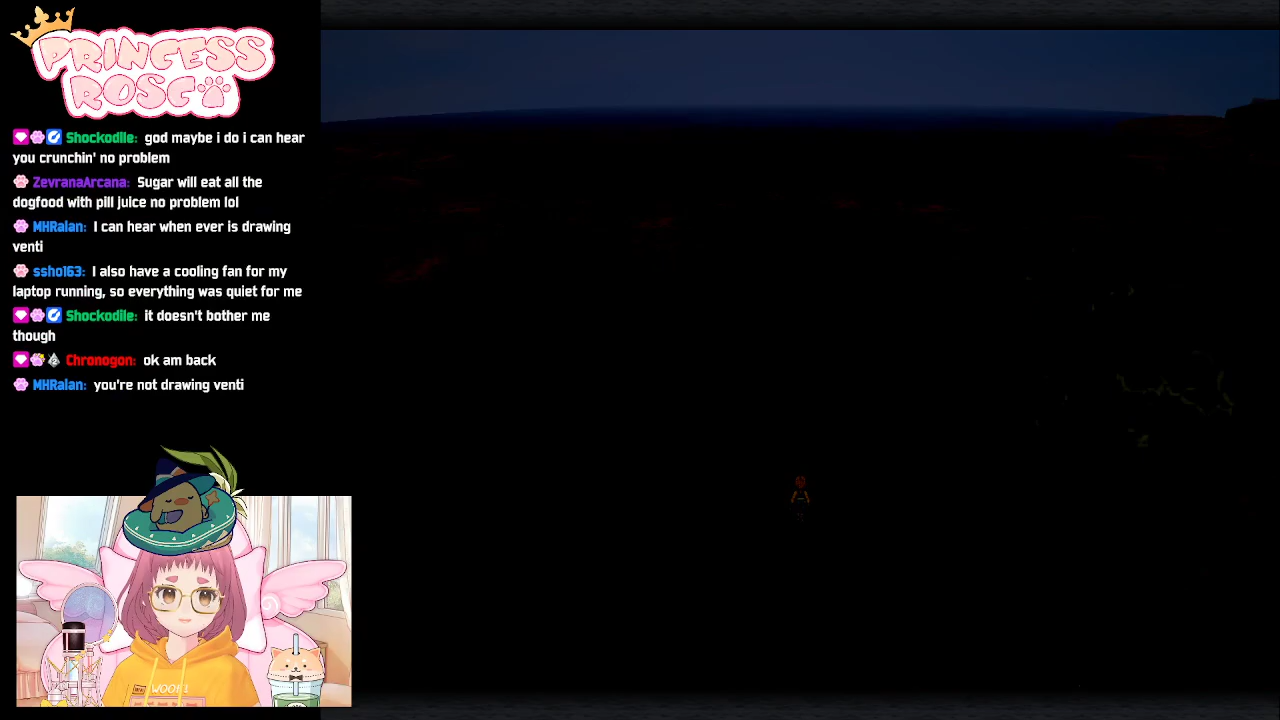 PRINCESS
ROSE
Shockodile: god maybe i do i can hear
you crunchin' no problem
ZevranaArcana: Sugar will eat all the
dogfood with pill juice no problem lol
MHRalan: I can hear when ever is drawing
venti
ssho163: I also have a cooling fan for my
laptop running, so everything was quiet for me
Shockodile: it doesn't bother me
though
Chronogon: ok am back
MHRalan: you're not drawing venti